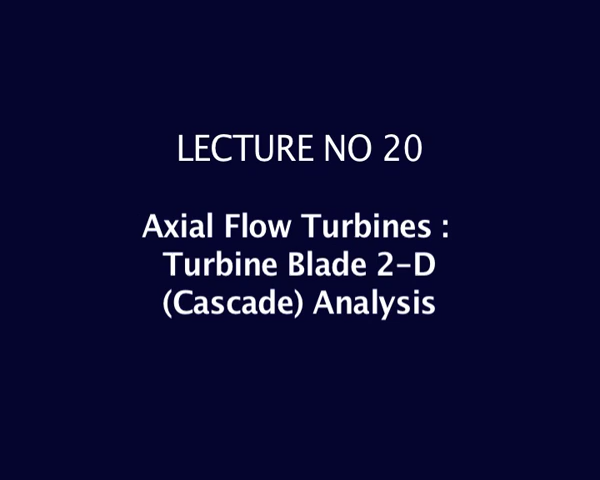 LECTURE NO 20
Axial Flow Turbines :
Turbine Blade 2-D
(Cascade) Analysis